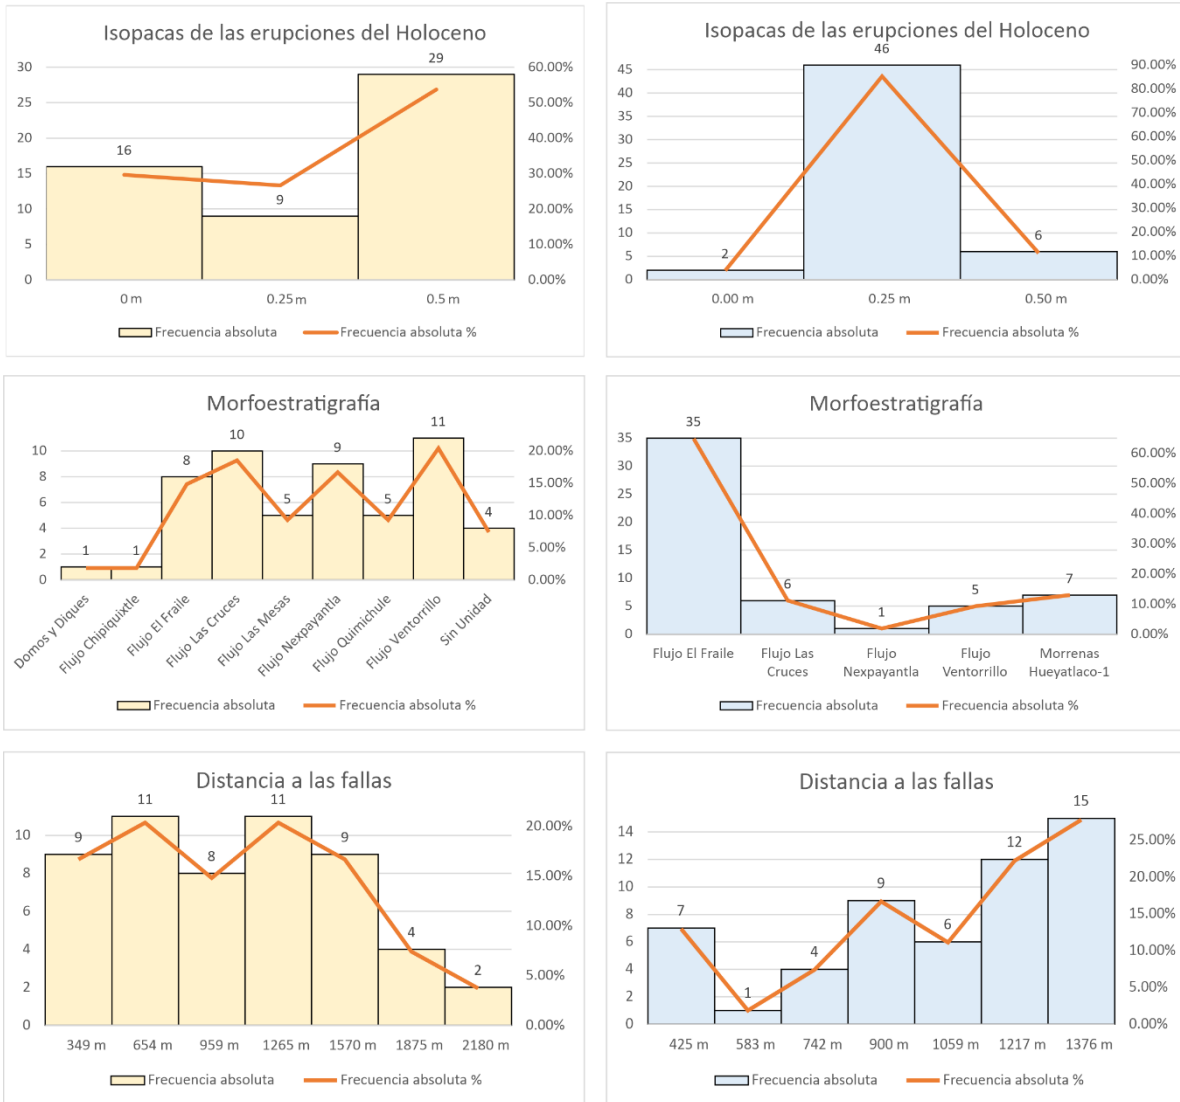 Isopacas de las erupciones del Holoceno
30
25
20
15
10
5
0
16
9
29
60.00%
50.00%
40.00%
30.00%
20.00%
10.00%
0.00%
0 m
0.25 m
0.5 m
Frecuencia absoluta
Frecuencia absoluta %
Isopacas de las erupciones del Holoceno
45
40
35
30
25
20
15
10
5
0
2
46
6
90.00%
80.00%
70.00%
60.00%
50.00%
40.00%
30.00%
20.00%
10.00%
0.00%
0.00 m
0.25 m
0.50 m
Frecuencia absoluta
Frecuencia absoluta %
Morfoestratigrafía
10
8
6
4
2
0
1
1
8
10
5
9
5
11
4
20.00%
15.00%
10.00%
5.00%
0.00%
Domos y Diques
Flujo Chipiquixtle
Flujo El Fraile
Flujo Las Cruces
Flujo Las Mesas
Flujo Nexpayantla
Flujo Quimichule
Flujo Ventorrillo
Sin Unidad
Frecuencia absoluta
Frecuencia absoluta %
Morfoestratigrafía
35
30
25
20
15
10
5
0
35
6
1
5
7
60.00%
50.00%
40.00%
30.00%
20.00%
10.00%
0.00%
Flujo El Fraile
Flujo Las
Cruces
Flujo
Nexpayantla
Flujo
Ventorrillo
Morrenas
Hueyatlaco-1
Frecuencia absoluta
Frecuencia absoluta %
Distancia a las fallas
10
8
6
4
2
0
9
11
8
11
9
4
2
20.00%
15.00%
10.00%
5.00%
0.00%
349 m
654 m
959 m
1265 m
1570 m
1875 m
2180 m
Frecuencia absoluta
Frecuencia absoluta %
Distancia a las fallas
14
12
10
8
6
4
2
0
7
1
4
9
6
12
15
25.00%
20.00%
15.00%
10.00%
5.00%
0.00%
425 m
583 m
742 m
900 m
1059 m
1217 m
1376 m
Frecuencia absoluta
Frecuencia absoluta %